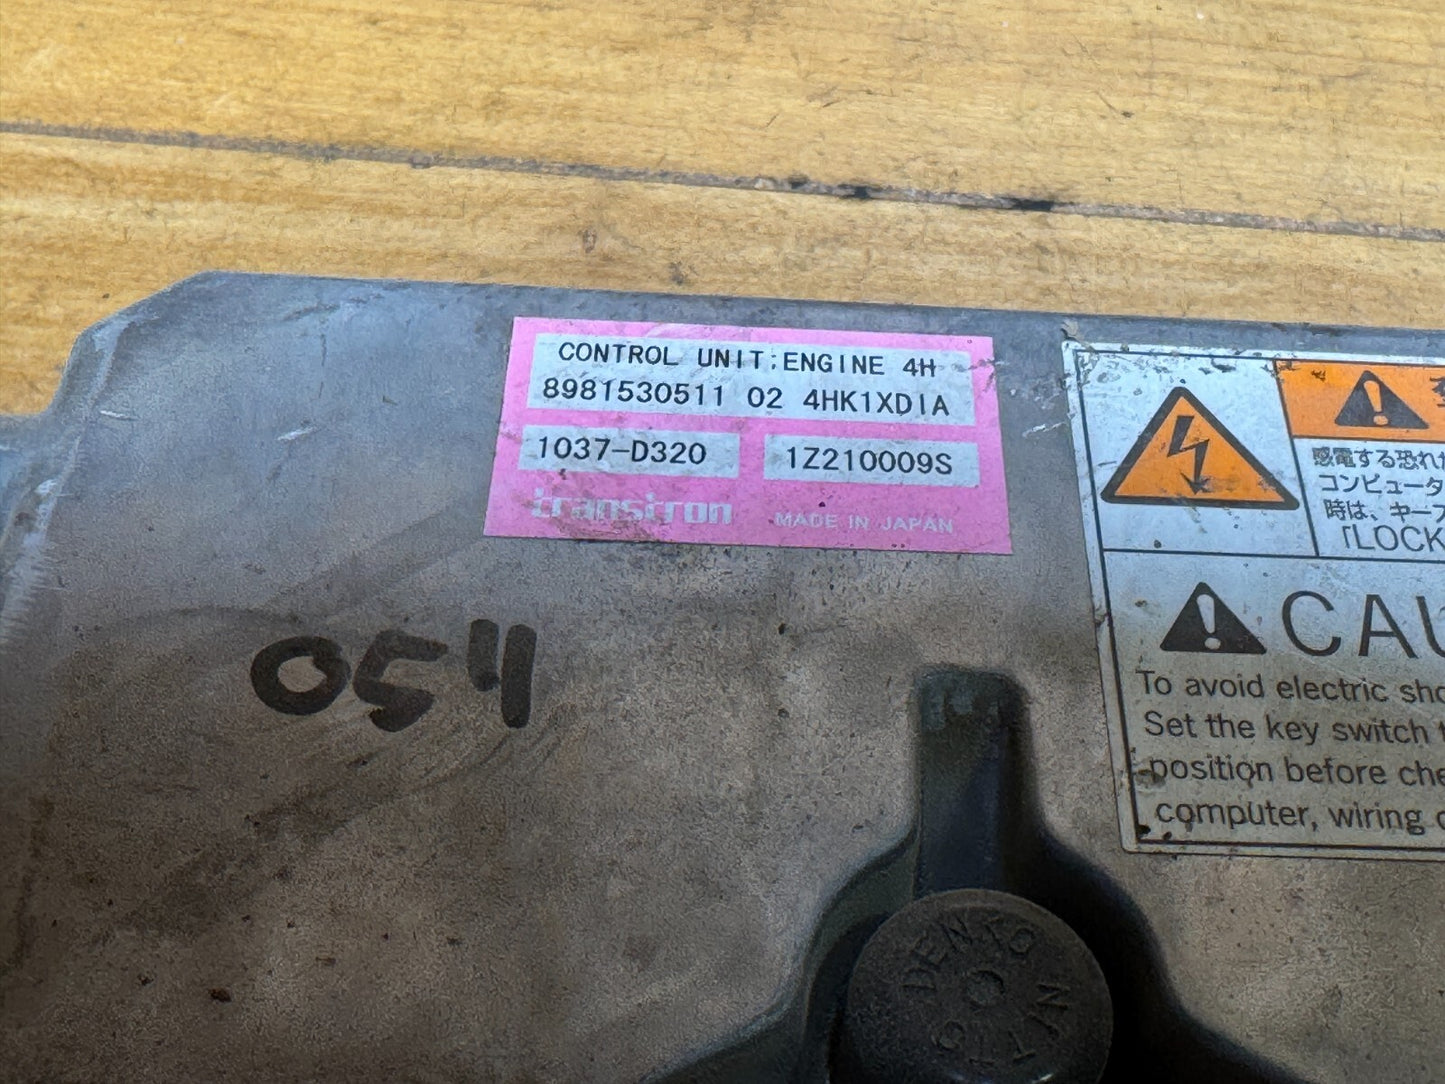 CONTROL UNIT:ENGINE 4H
8981530511 02 4HK1XDIA
1037-D320 1Z210009S
transtron MADE IN JAPAN
感電する恐れ
コンピュータ
時は、キー
「LOCK
CAU
To avoid electric sho
Set the key switch t
position before che
computer, wiring
054